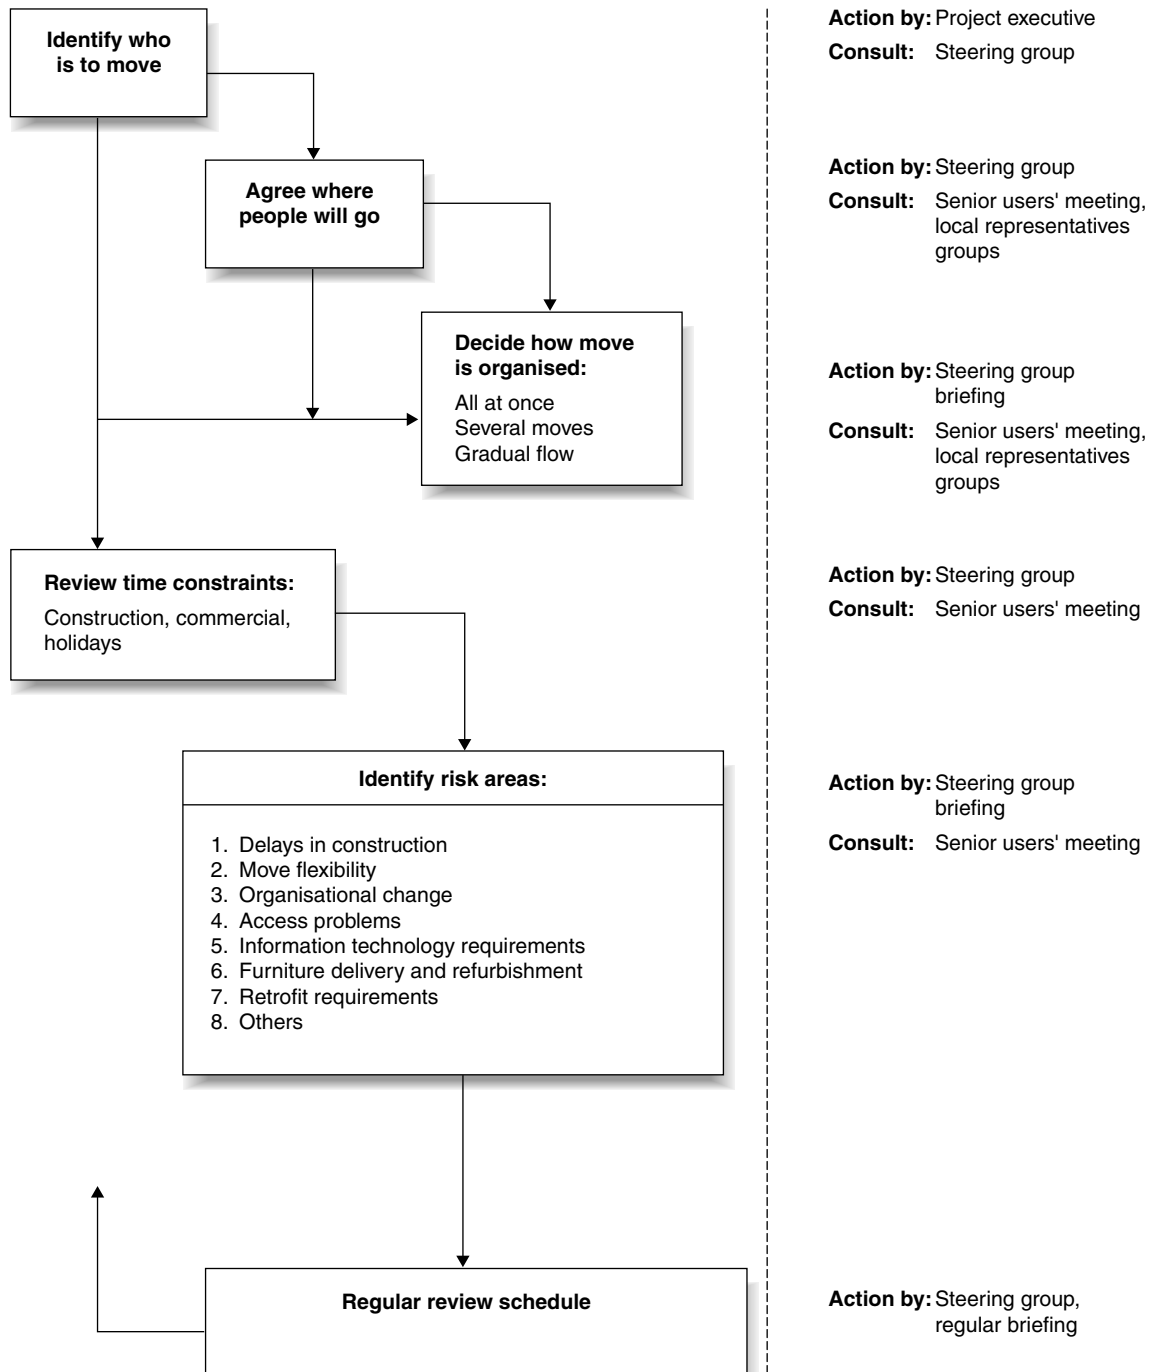 Identify who
is to move
Action by: Project executive
Consult: Steering group
Agree where
people will go
Action by: Steering group
Consult: Senior users' meeting,
local representatives
groups
Decide how move
is organised:
All at once
Several moves
Gradual flow
Action by: Steering group
briefing
Consult: Senior users' meeting,
local representatives
groups
Review time constraints:
Construction, commercial,
holidays
Action by: Steering group
Consult: Senior users' meeting
Identify risk areas:
1. Delays in construction
2. Move flexibility
3. Organisational change
4. Access problems
5. Information technology requirements
6. Furniture delivery and refurbishment
7. Retrofit requirements
8. Others
Action by: Steering group
briefing
Consult: Senior users' meeting
Regular review schedule
Action by: Steering group,
regular briefing